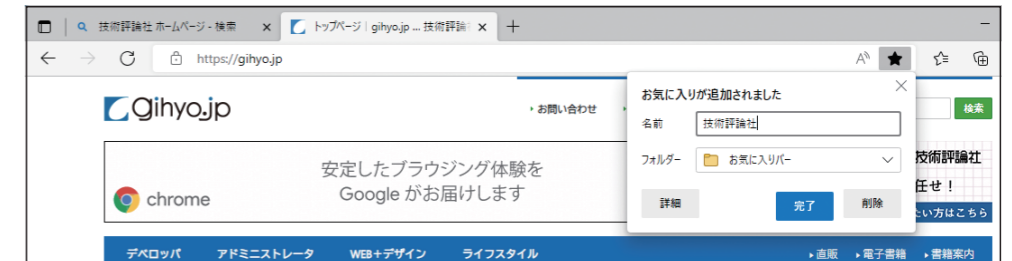 技術評論社 ホームページ - 検索
トップページ | gihyo.jp … 技術評論
https://gihyo.jp
gihyo.jp
お問い合わせ
検索
お気に入りが追加されました
名前
技術評論社
フォルダー
お気に入りバー
詳細
完了
削除
安定したブラウジング体験を
Google がお届けします
chrome
技術評論社
任せ！
たい方はこちら
デベロッパ アドミニストレータ WEB+デザイン ライフスタイル
直販 電子書籍 書籍案内